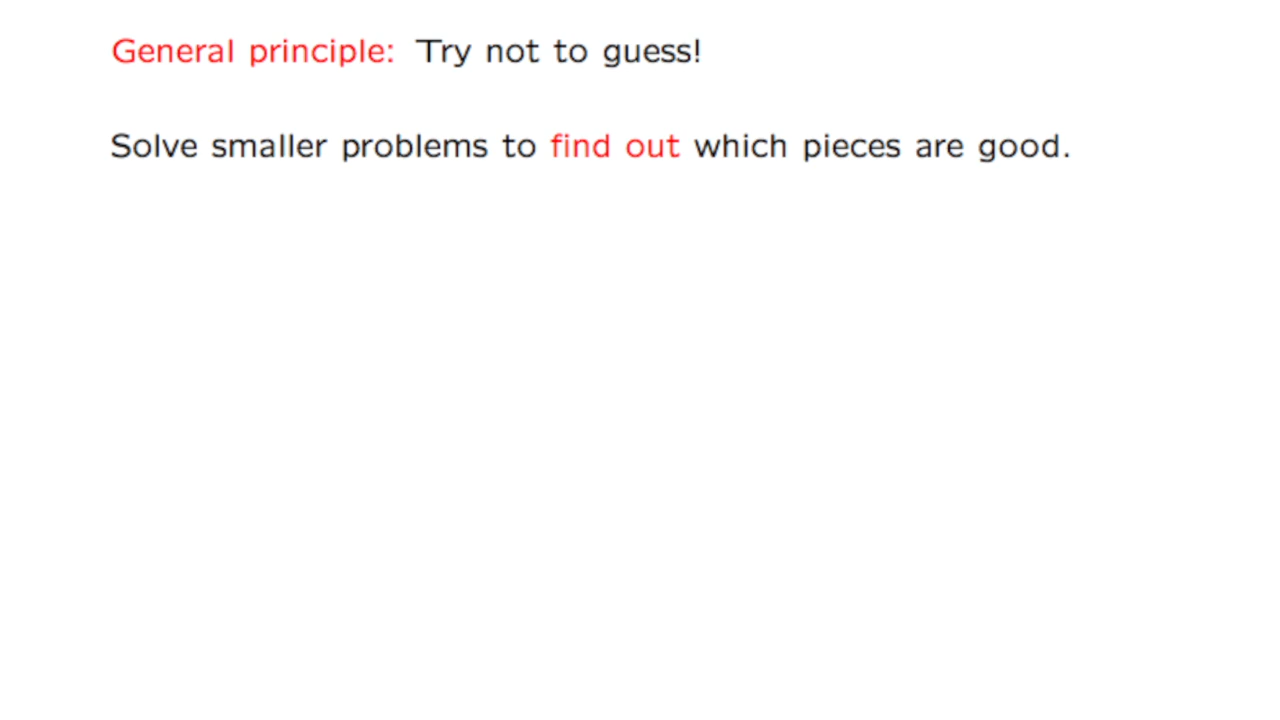 General principle: Try not to guess!
Solve smaller problems to find out which pieces are good.